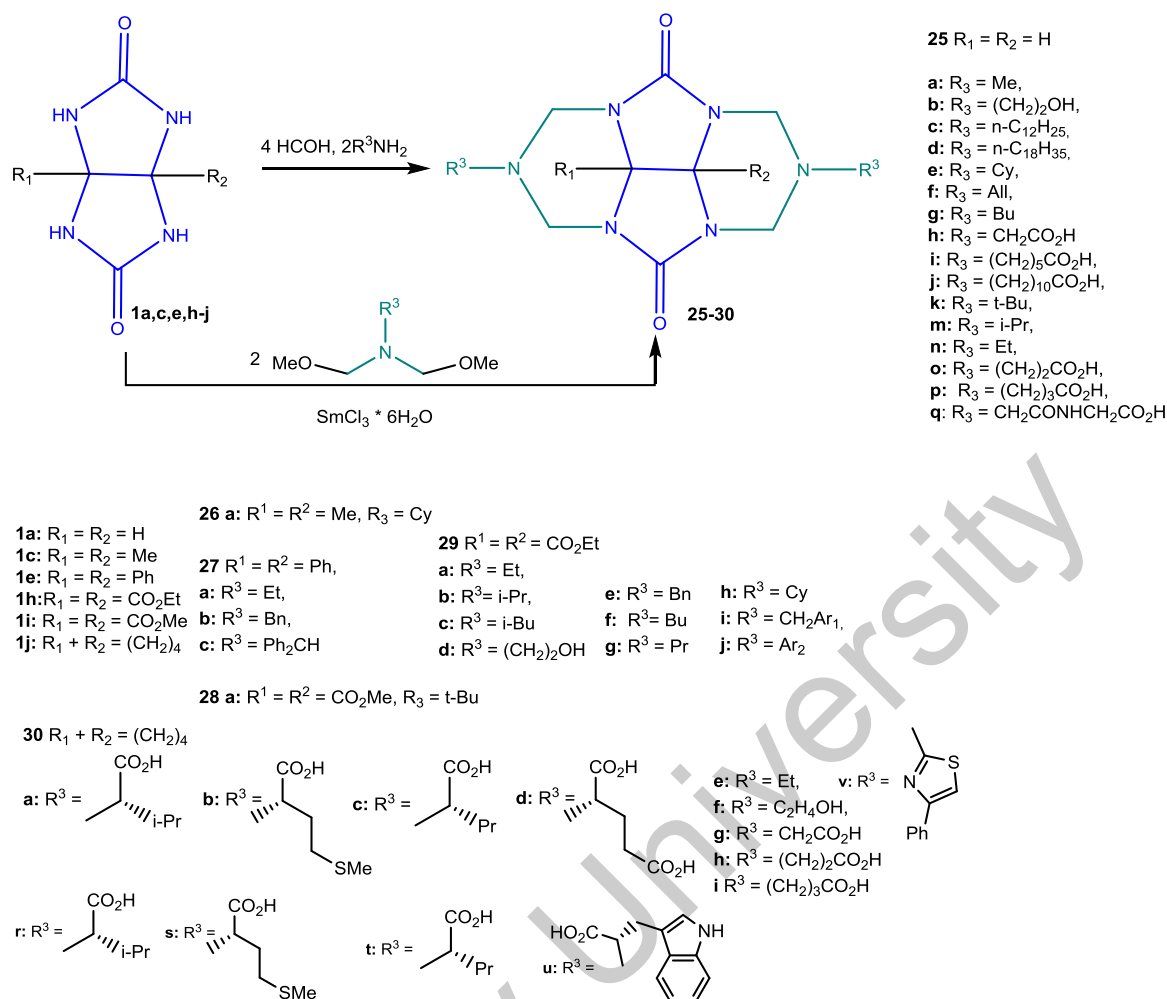 O
O
25 R1 = R2 = H
HN
NH
N
N
4 HCOH, 2R³NH2
R1
R2
R³
N
R1
R2
N
R³
HN
NH
N
N
O
1a,c,e,h-j
O
25-30
R³
2 MeO
N
OMe
SmCl3 * 6H2O
a: R3 = Me,
b: R3 = (CH2)2OH,
c: R3 = n-C12H25,
d: R3 = n-C18H35,
e: R3 = Cy,
f: R3 = All,
g: R3 = Bu
h: R3 = CH2CO2H
i: R3 = (CH2)5CO2H,
j: R3 = (CH2)10CO2H,
k: R3 = t-Bu,
m: R3 = i-Pr,
n: R3 = Et,
o: R3 = (CH2)2CO2H,
p: R3 = (CH2)3CO2H,
q: R3 = CH2CONHCH2CO2H
1a: R1 = R2 = H
1c: R1 = R2 = Me
1e: R1 = R2 = Ph
1h:R1 = R2 = CO2Et
1i: R1 = R2 = CO2Me
1j: R1 + R2 = (CH2)4
26 a: R¹ = R² = Me, R3 = Cy
27 R¹ = R² = Ph,
a: R³ = Et,
b: R³ = Bn,
c: R³ = Ph2CH
29 R¹ = R² = CO2Et
a: R³ = Et,
b: R³= i-Pr,
c: R³ = i-Bu
d: R³ = (CH2)2OH
e: R³ = Bn
f: R³= Bu
g: R³ = Pr
h: R³ = Cy
i: R³ = CH2Ar1,
j: R³ = Ar2
28 a: R¹ = R² = CO2Me, R3 = t-Bu
30 R1 + R2 = (CH2)4
a: R³ =
CO2H
i-Pr
b: R³ =
CO2H
SMe
c: R³ =
CO2H
Pr
d: R³ =
CO2H
CO2H
e: R³ = Et,
f: R³ = C2H4OH,
g: R³ = CH2CO2H
h: R³ = (CH2)2CO2H
i R³ = (CH2)3CO2H
v: R³ =
S
N
Ph
r: R³ =
CO2H
i-Pr
s: R³ =
CO2H
SMe
t: R³ =
CO2H
Pr
u: R³ =
HO2C
NH
University